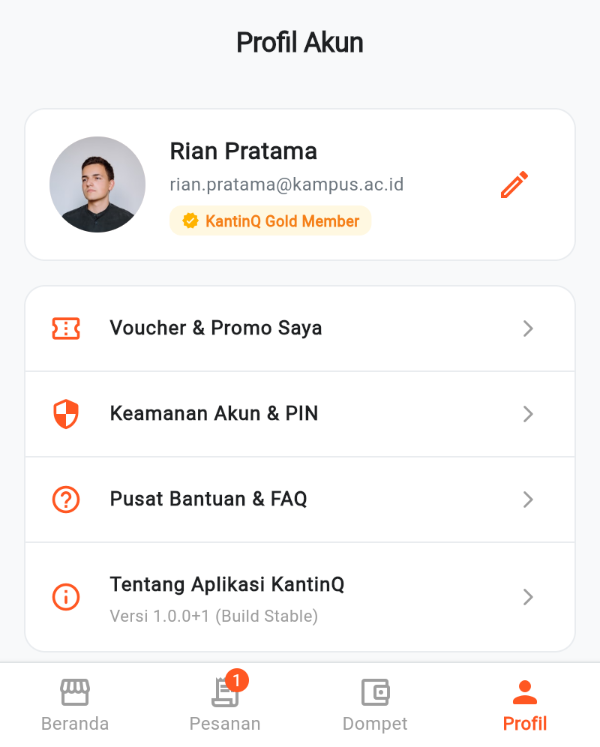 Profil Akun
Rian Pratama
rian.pratama@kampus.ac.id
KantinQ Gold Member
Voucher & Promo Saya
Keamanan Akun & PIN
Pusat Bantuan & FAQ
Tentang Aplikasi KantinQ
Versi 1.0.0+1 (Build Stable)
1
Beranda Pesanan Dompet Profil